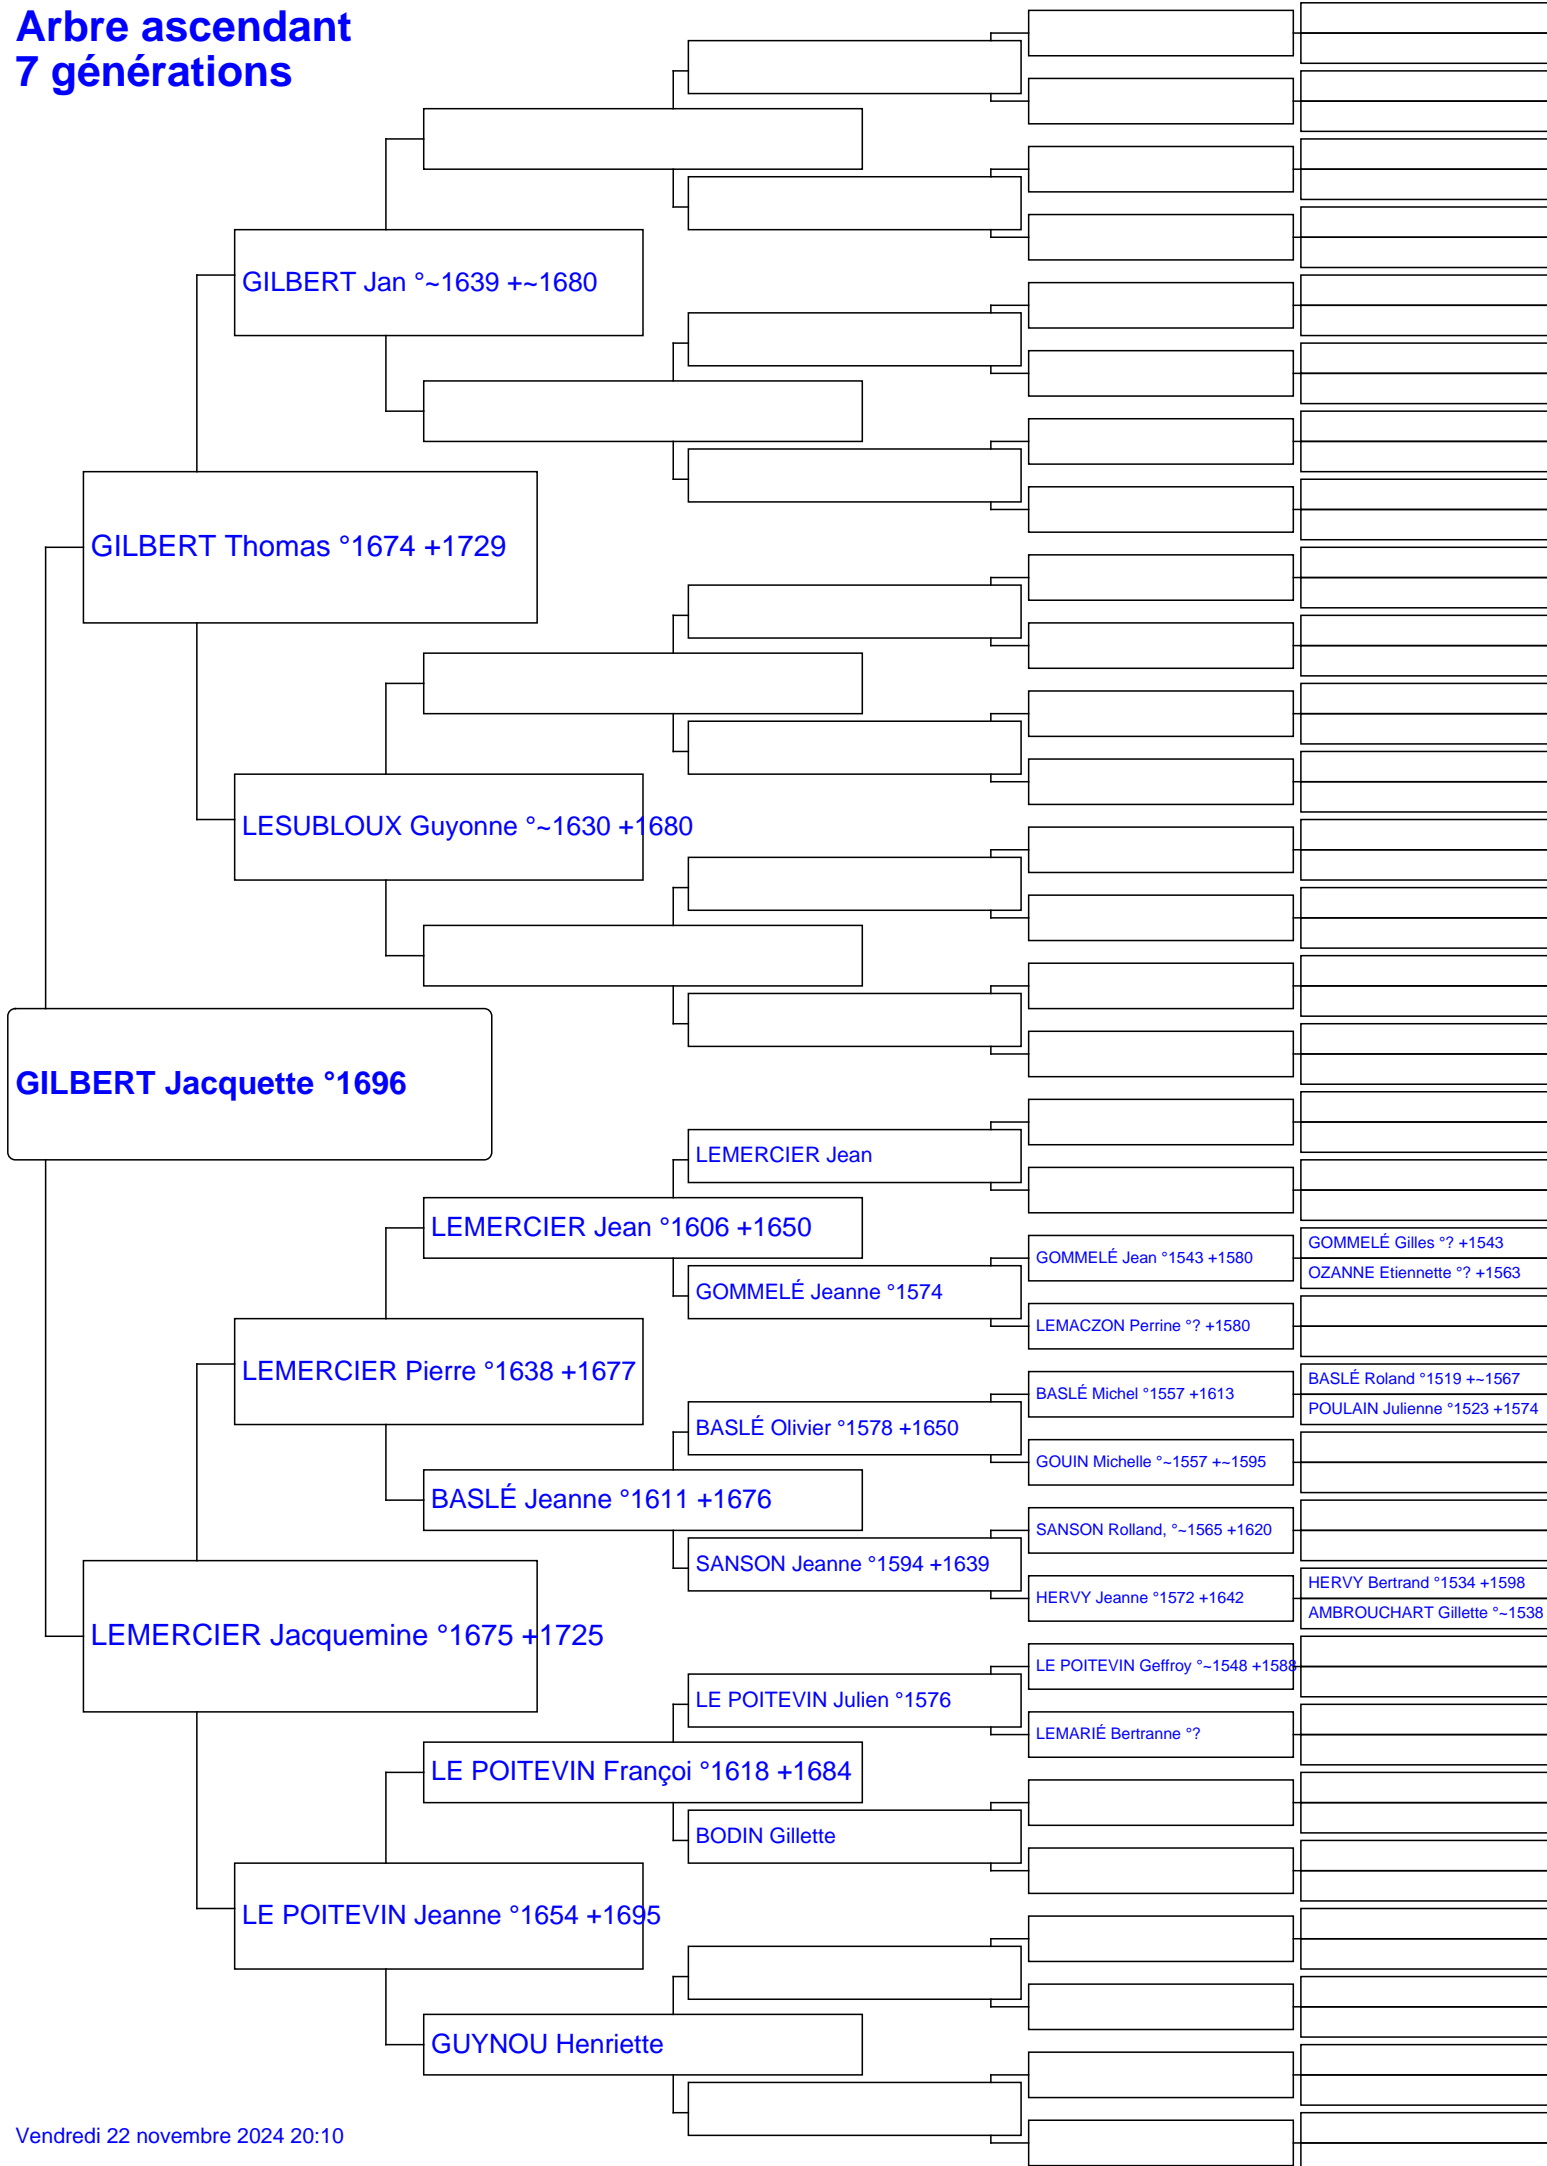 Arbre ascendant
7 générations
GILBERT Jan °~1639 +~1680
GILBERT Thomas °1674 +1729
LESUBLOUX Guyonne °~1630 +1680
GILBERT Jacquette °1696
LEMERCIER Jean
LEMERCIER Jean °1606 +1650
GOMMELÉ Jean °1543 +1580
GOMMELÉ Gilles °? +1543
OZANNE Etiennette °? +1563
GOMMELÉ Jeanne °1574
LEMACZON Perrine °? +1580
LEMERCIER Pierre °1638 +1677
BASLÉ Michel °1557 +1613
BASLÉ Roland °1519 +~1567
POULAIN Julienne °1523 +1574
BASLÉ Olivier °1578 +1650
GOUIN Michelle °~1557 +~1595
BASLÉ Jeanne °1611 +1676
SANSON Rolland, °~1565 +1620
SANSON Jeanne °1594 +1639
HERVY Jeanne °1572 +1642
HERVY Bertrand °1534 +1598
AMBROUCHART Gillette °~1538
LEMERCIER Jacquemine °1675 +1725
LE POITEVIN Geffroy °~1548 +1588
LE POITEVIN Julien °1576
LEMARIÉ Bertranne °?
LE POITEVIN Françoi °1618 +1684
BODIN Gillette
LE POITEVIN Jeanne °1654 +1695
GUYNOU Henriette
Vendredi 22 novembre 2024 20:10